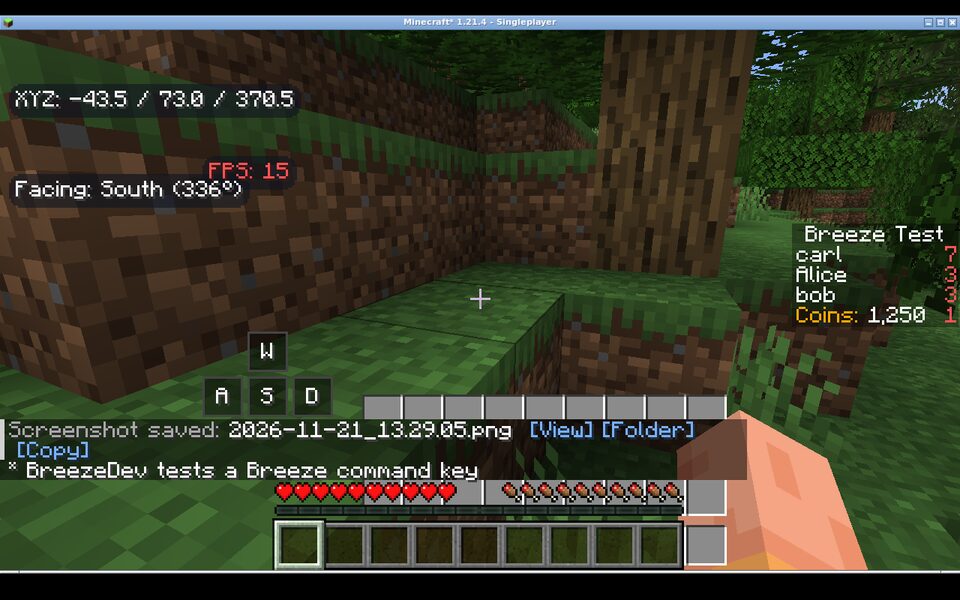 Minecraft* 1.21.4 - Singleplayer
XYZ: -43.5 / 73.0 / 370.5
FPS: 15
Facing: South (336º)
Breeze Test
carl 7
Alice 3
bob 3
Coins: 1,250 1
W
A S D
Screenshot saved: 2026-11-21_13.29.05.png [View] [Folder]
[Copy]
* BreezeDev tests a Breeze command key